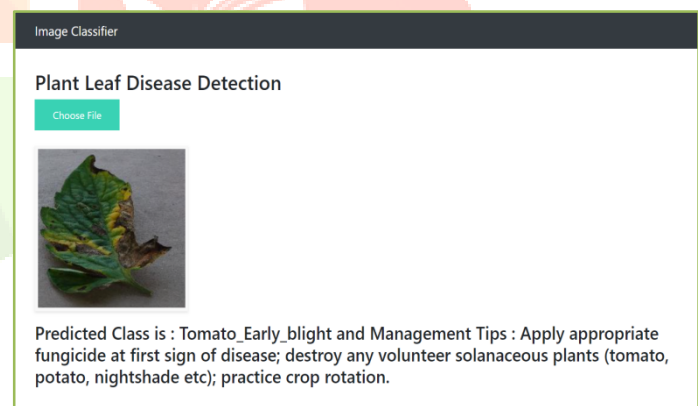 Image Classifier
Plant Leaf Disease Detection
Choose File
Predicted Class is : Tomato_Early_blight and Management Tips : Apply appropriate
fungicide at first sign of disease; destroy any volunteer solanaceous plants (tomato,
potato, nightshade etc); practice crop rotation.